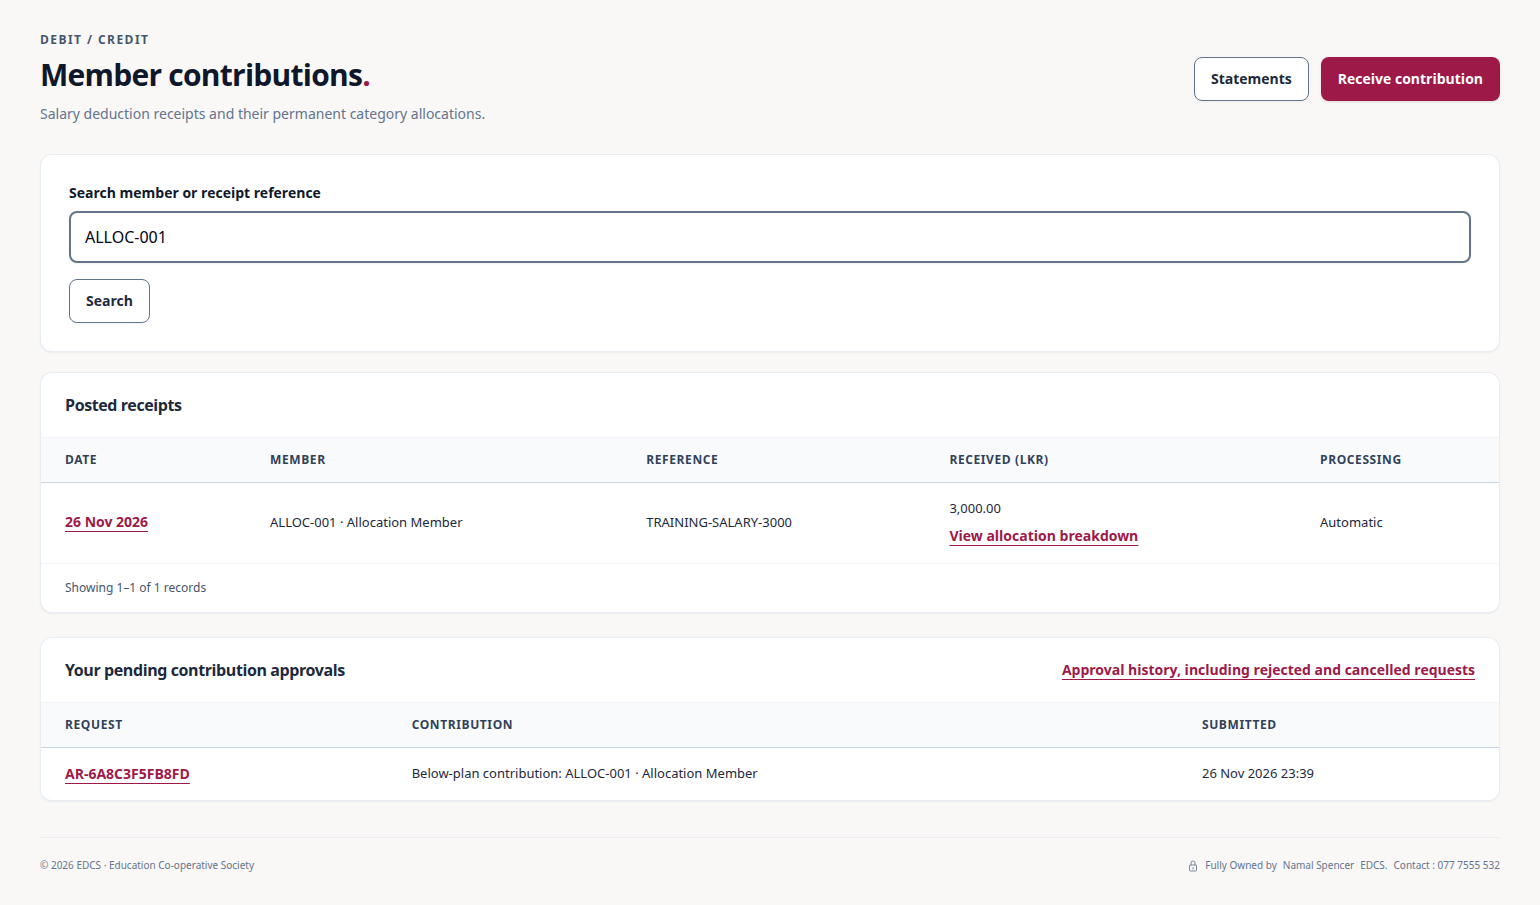 DEBIT / CREDIT
Member contributions.
Statements
Receive contribution
Salary deduction receipts and their permanent category allocations.
Search member or receipt reference
ALLOC-001
Search
Posted receipts
DATE MEMBER REFERENCE RECEIVED (LKR) PROCESSING
26 Nov 2026 ALLOC-001 · Allocation Member TRAINING-SALARY-3000 3,000.00 Automatic
View allocation breakdown
Showing 1–1 of 1 records
Your pending contribution approvals
Approval history, including rejected and cancelled requests
REQUEST CONTRIBUTION SUBMITTED
AR-6A8C3F5FB8FD Below-plan contribution: ALLOC-001 · Allocation Member 26 Nov 2026 23:39
© 2026 EDCS · Education Co-operative Society
Fully Owned by Namal Spencer EDCS. Contact : 077 7555 532